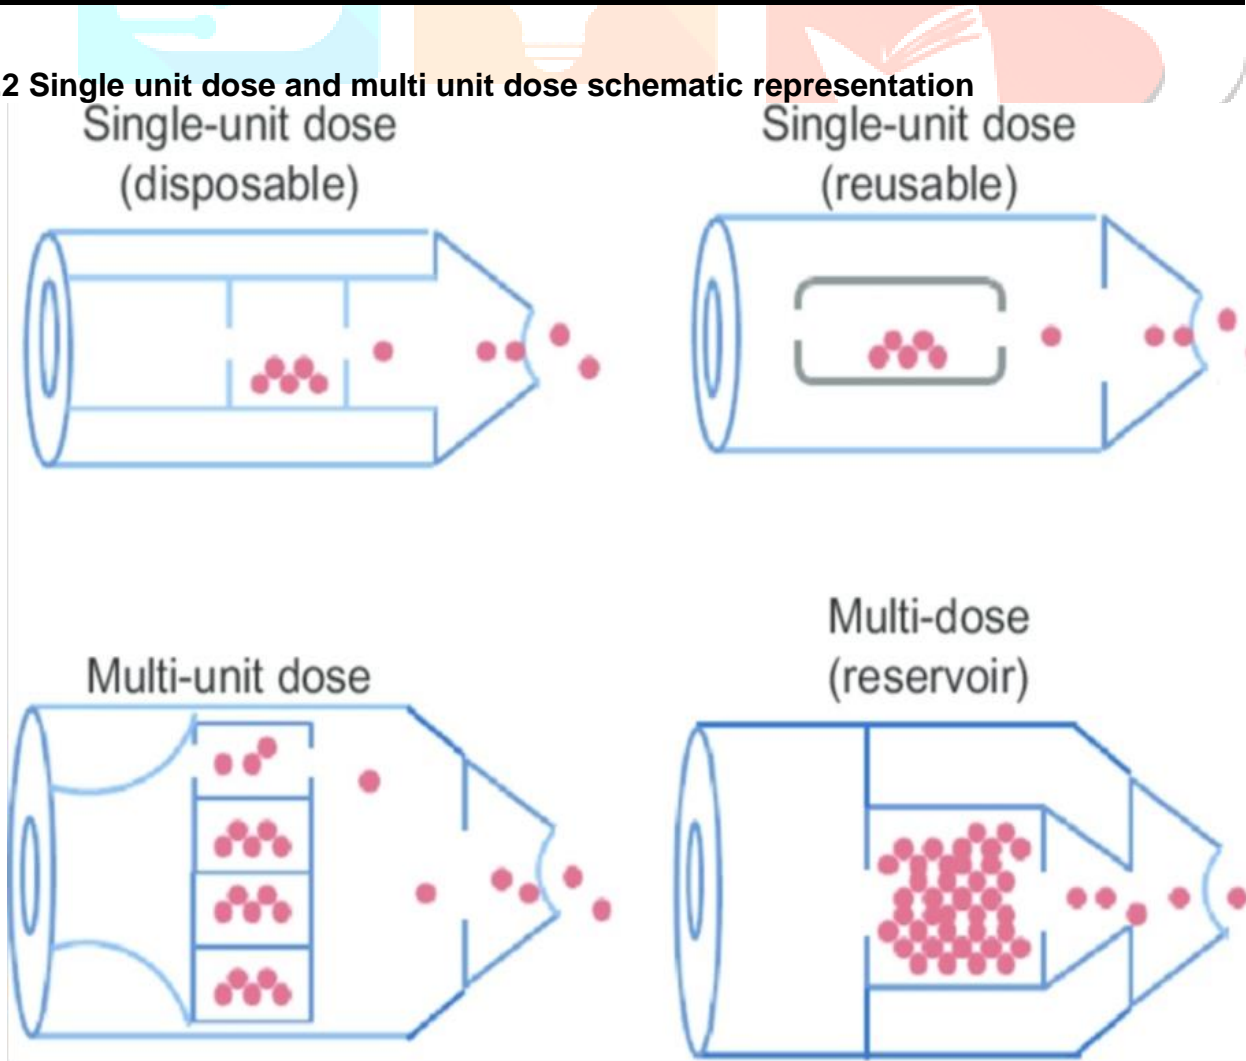 2 Single unit dose and multi unit dose schematic representation
Single-unit dose
(disposable)
Single-unit dose
(reusable)
Multi-unit dose
Multi-dose
(reservoir)